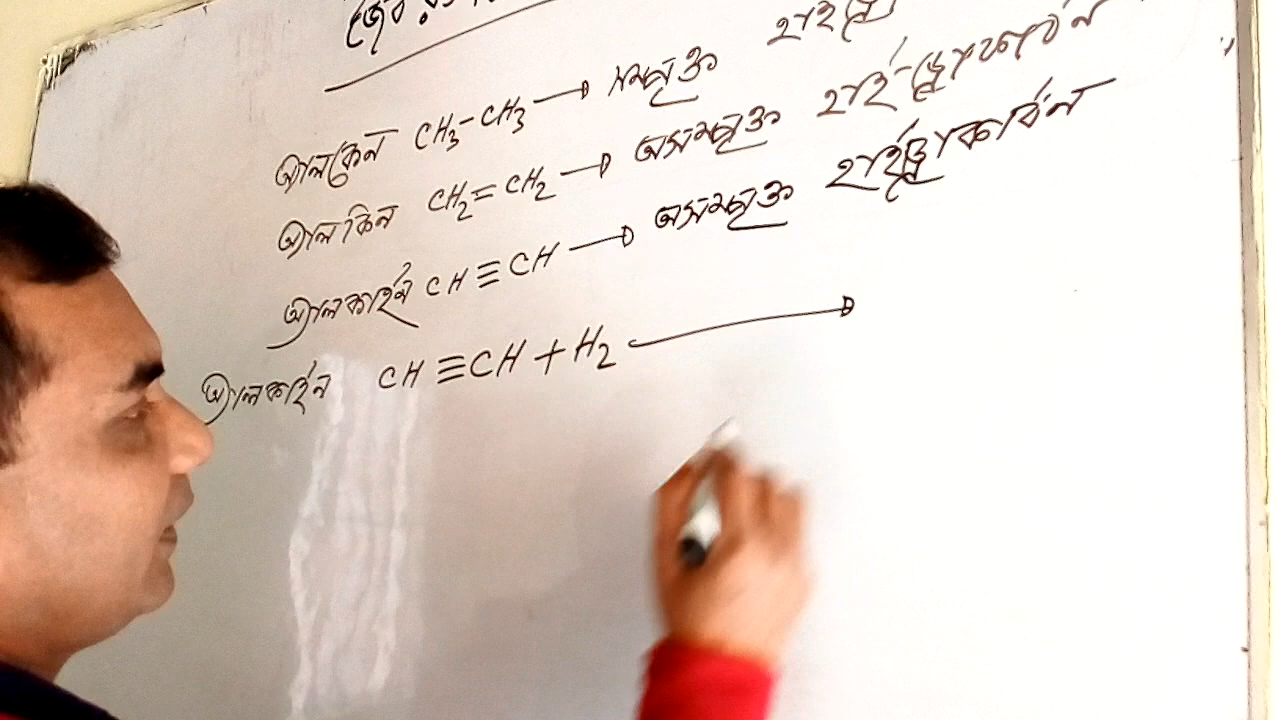 জৈব
অ্যালকেন CH₃-CH₃ → সম্পৃক্ত হাইড্রো
অ্যালকিন CH₂=CH₂ → অসম্পৃক্ত হাইড্রোকার্বন
অ্যালকাইন CH≡CH → অসম্পৃক্ত হাইড্রোকার্বন
অ্যালকাইন CH≡CH+H₂ →